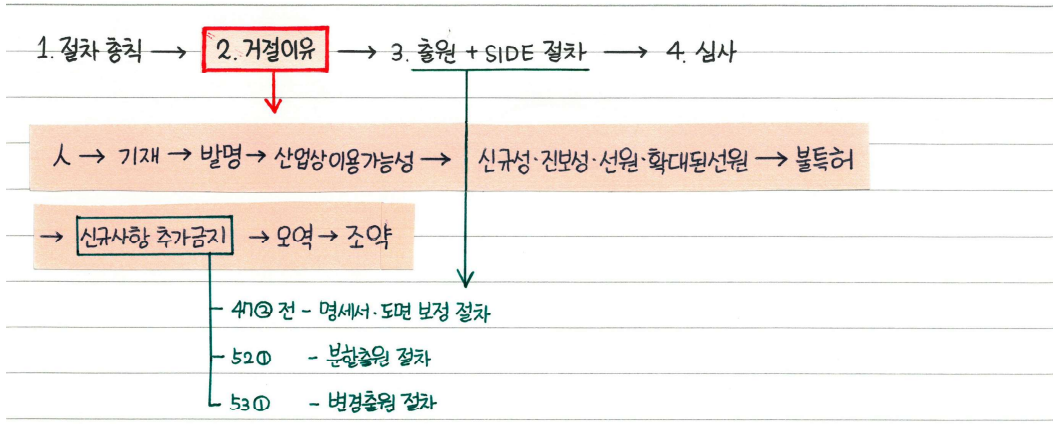 1. 절차 총칙 → 2. 거절이유 → 3. 출원 + SIDE 절차 → 4. 심사
人 → 기재 → 발명 → 산업상이용가능성 → 신규성·진보성·선원·확대된선원 → 불특허
→ 신규사항 추가금지 → 오역 → 조약
47② 전 - 명세서·도면 보정 절차
52① - 분할출원 절차
53① - 변경출원 절차